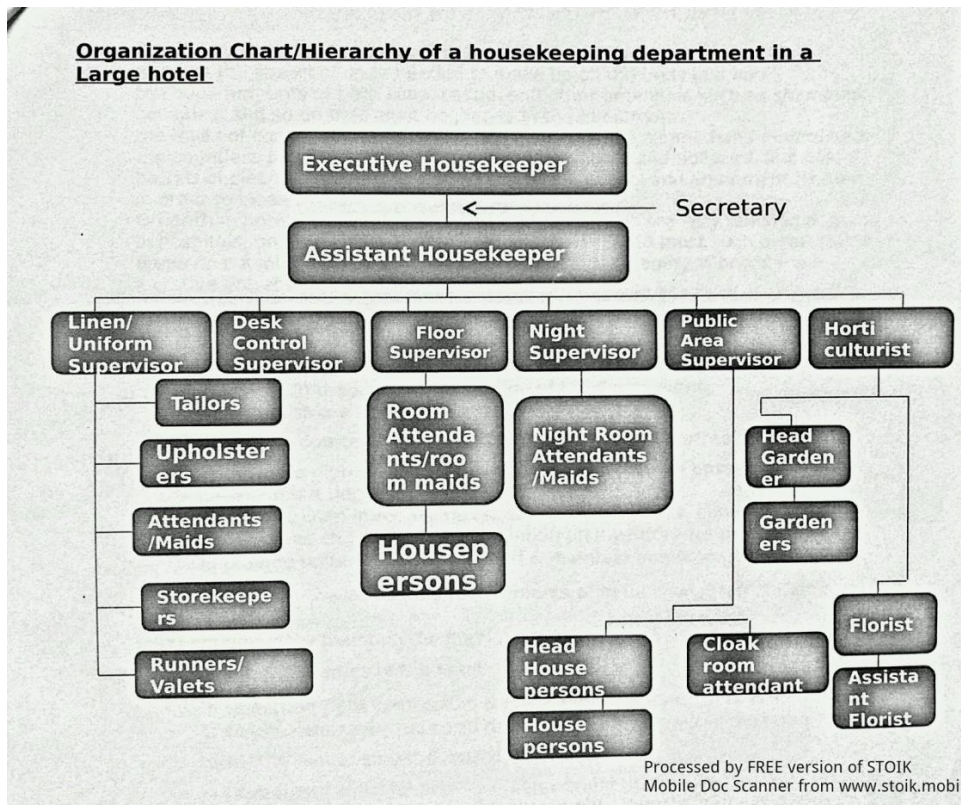 Organization Chart/Hierarchy of a housekeeping department in a
Large hotel
Executive Housekeeper
Secretary
Assistant Housekeeper
Linen/
Uniform
Supervisor
Desk
Control
Supervisor
Floor
Supervisor
Night
Supervisor
Public
Area
Supervisor
Horti
culturist
Tailors
Upholster
ers
Attendants
/Maids
Storekeepe
rs
Runners/
Valets
Room
Attenda
nts/roo
m maids
Housep
ersons
Night Room
Attendants
/Maids
Head
House
persons
House
persons
Cloak
room
attendant
Head
Garden
er
Garden
ers
Florist
Assista
nt
Florist
Processed by FREE version of STOIK
Mobile Doc Scanner from www.stoik.mobi